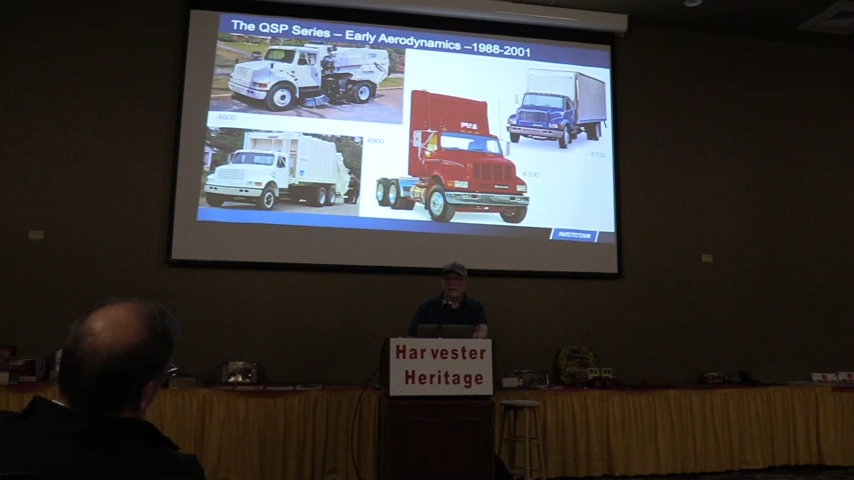 The QSP Series – Early Aerodynamics –1988-2001
4600
4900
8100
4700
NAVISTAR
Harvester
Heritage